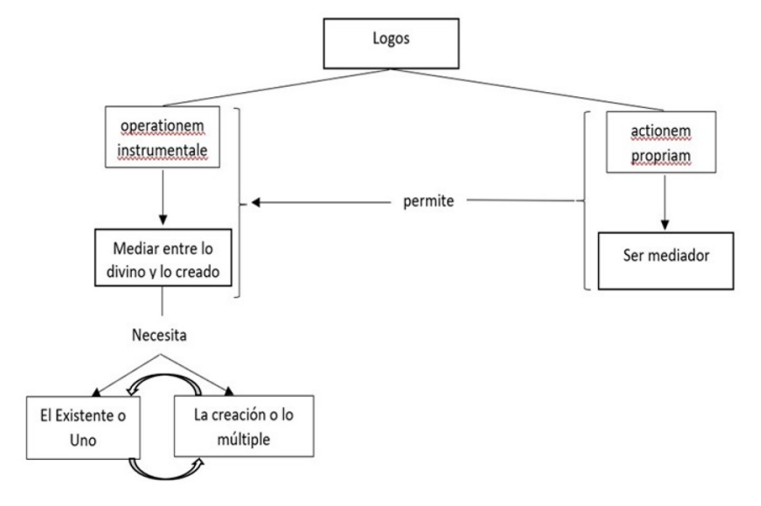 Logos
operationem
instrumentale
actionem
propriam
permite
Mediar entre lo
divino y lo creado
Ser mediador
Necesita
El Existente o
Uno
La creación o lo
múltiple